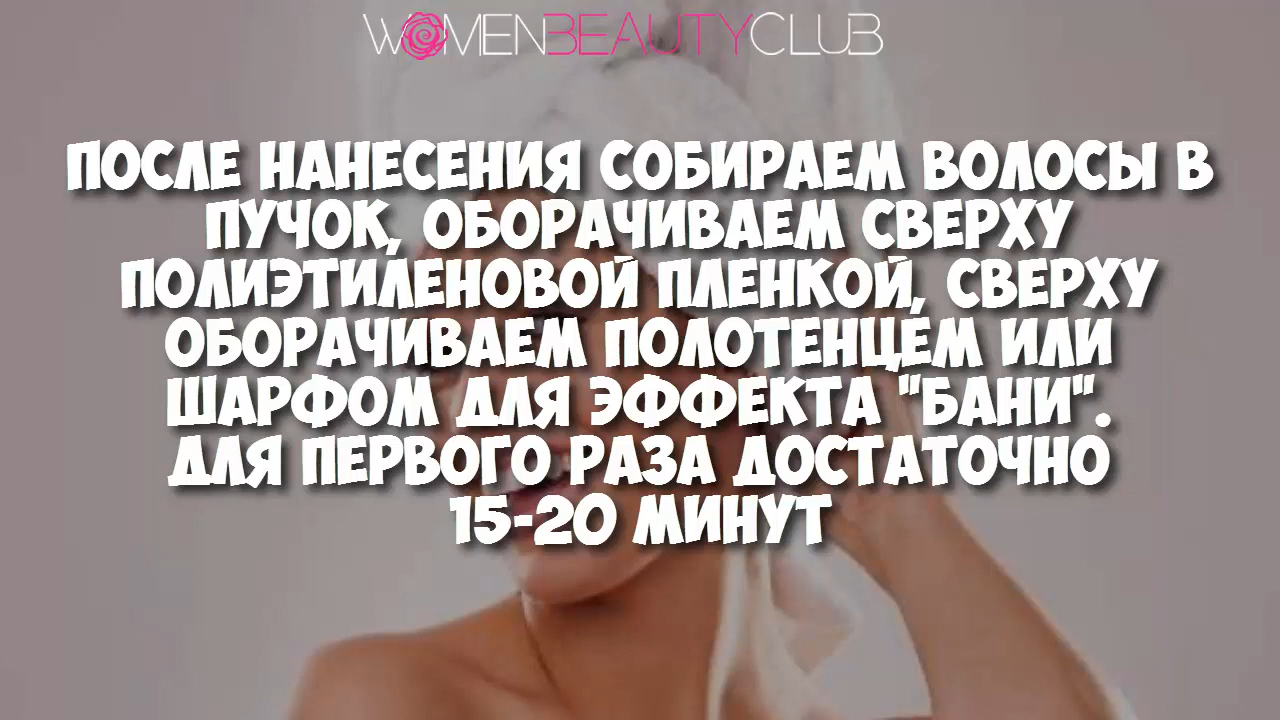 WOMENBEAUTYCLUB
ПОСЛЕ НАНЕСЕНИЯ СОБИРАЕМ ВОЛОСЫ В
ПУЧОК, ОБОРАЧИВАЕМ СВЕРХУ
ПОЛИЭТИЛЕНОВОЙ ПЛЕНКОЙ, СВЕРХУ
ОБОРАЧИВАЕМ ПОЛОТЕНЦЕМ ИЛИ
ШАРФОМ ДЛЯ ЭФФЕКТА "БАНИ".
ДЛЯ ПЕРВОГО РАЗА ДОСТАТОЧНО
15-20 МИНУТ